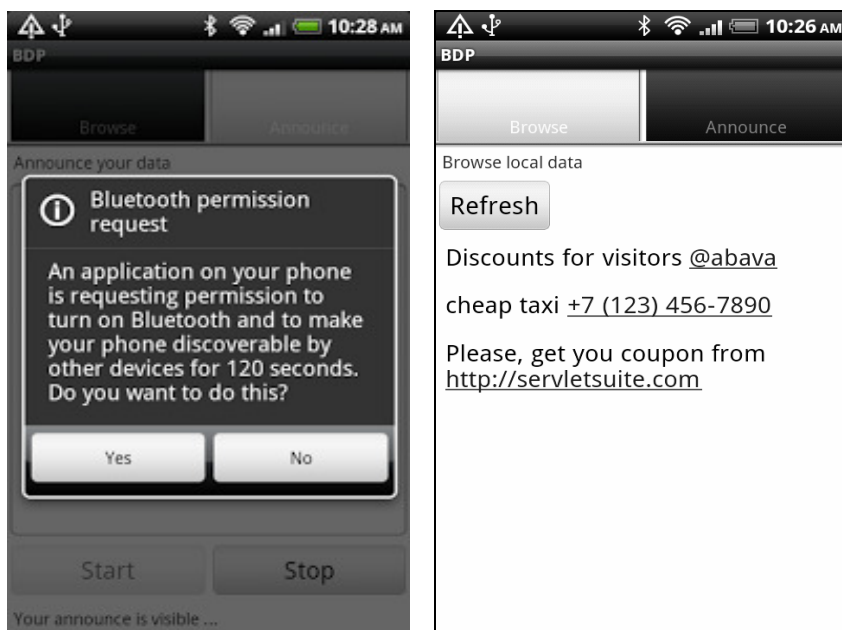 10:28 AM
BDP
Browse
Announce
Announce your data
Bluetooth permission
request
An application on your phone
is requesting permission to
turn on Bluetooth and to make
your phone discoverable by
other devices for 120 seconds.
Do you want to do this?
Yes
No
Start
Stop
Your announce is visible ...
10:26 AM
BDP
Browse
Announce
Browse local data
Refresh
Discounts for visitors @abava
cheap taxi +7 (123) 456-7890
Please, get you coupon from
http://servletsuite.com